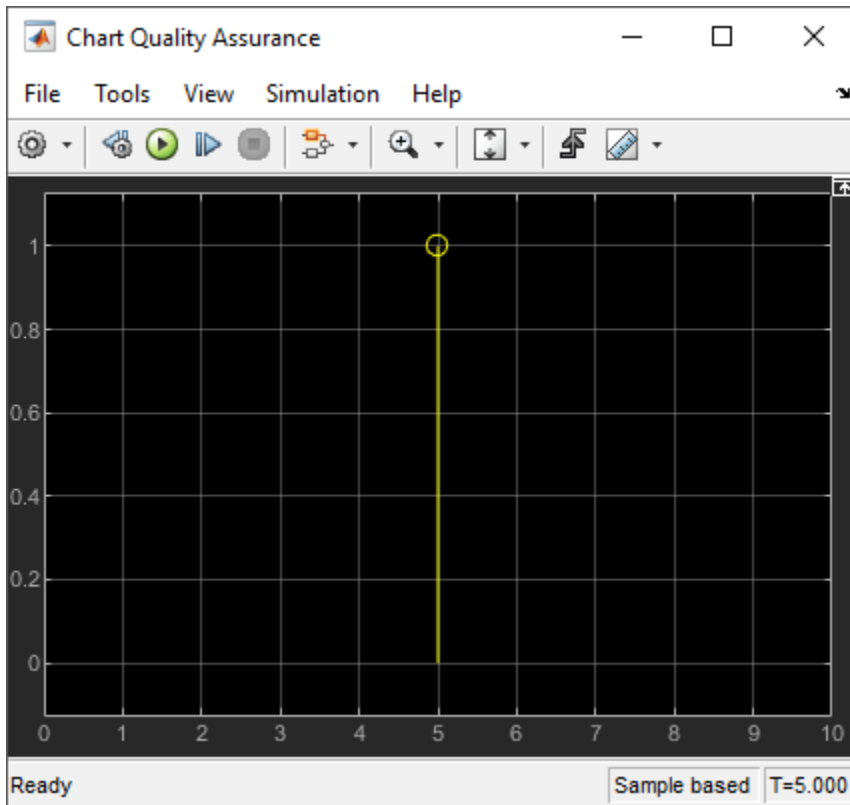 Chart Quality Assurance
File Tools View Simulation Help
1
0.8
0.6
0.4
0.2
0
0 1 2 3 4 5 6 7 8 9 10
Ready Sample based T=5.000